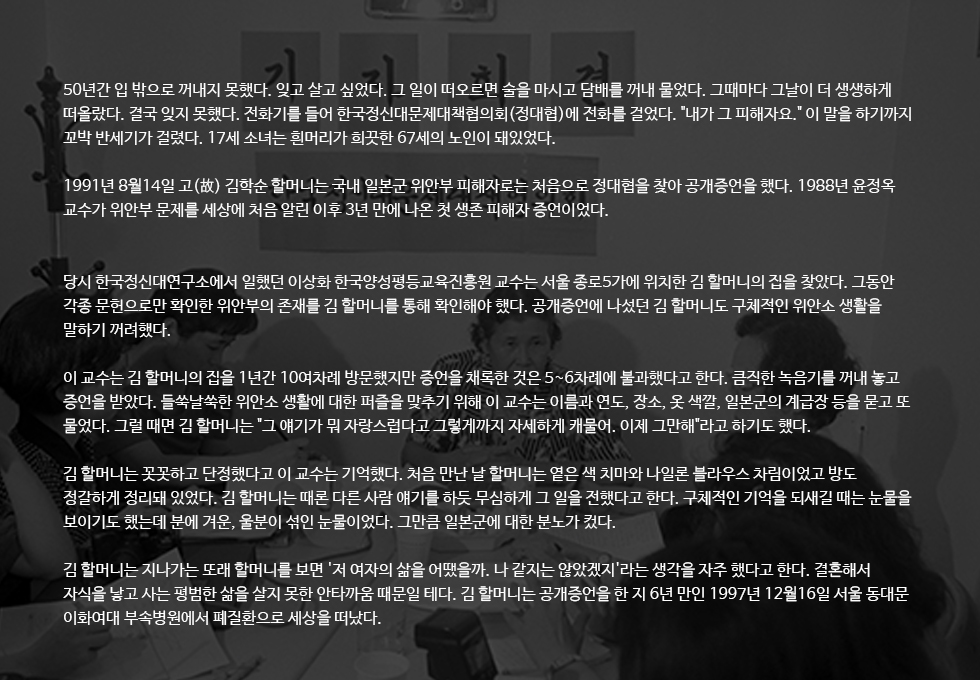 기자회견
50년간 입 밖으로 꺼내지 못했다. 잊고 살고 싶었다. 그 일이 떠오르면 술을 마시고 담배를 꺼내 물었다. 그때마다 그날이 더 생생하게
떠올랐다. 결국 잊지 못했다. 전화기를 들어 한국정신대문제대책협의회(정대협)에 전화를 걸었다. "내가 그 피해자요." 이 말을 하기까지
꼬박 반세기가 걸렸다. 17세 소녀는 흰머리가 희끗한 67세의 노인이 돼있었다.
1991년 8월14일 고(故) 김학순 할머니는 국내 일본군 위안부 피해자로는 처음으로 정대협을 찾아 공개증언을 했다. 1988년 윤정옥
교수가 위안부 문제를 세상에 처음 알린 이후 3년 만에 나온 첫 생존 피해자 증언이었다.
당시 한국정신대연구소에서 일했던 이상화 한국양성평등교육진흥원 교수는 서울 종로5가에 위치한 김 할머니의 집을 찾았다. 그동안
각종 문헌으로만 확인한 위안부의 존재를 김 할머니를 통해 확인해야 했다. 공개증언에 나섰던 김 할머니도 구체적인 위안소 생활을
말하기 꺼려했다.
이 교수는 김 할머니의 집을 1년간 10여차례 방문했지만 증언을 채록한 것은 5~6차례에 불과했다고 한다. 큼직한 녹음기를 꺼내 놓고
증언을 받았다. 들쑥날쑥한 위안소 생활에 대한 퍼즐을 맞추기 위해 이 교수는 이름과 연도, 장소, 옷 색깔, 일본군의 계급장 등을 묻고 또
물었다. 그럴 때면 김 할머니는 "그 얘기가 뭐 자랑스럽다고 그렇게까지 자세하게 캐물어. 이제 그만해"라고 하기도 했다.
김 할머니는 꼿꼿하고 단정했다고 이 교수는 기억했다. 처음 만난 날 할머니는 옅은 색 치마와 나일론 블라우스 차림이었고 방도
정갈하게 정리돼 있었다. 김 할머니는 때론 다른 사람 얘기를 하듯 무심하게 그 일을 전했다고 한다. 구체적인 기억을 되새길 때는 눈물을
보이기도 했는데 분에 겨운, 울분이 섞인 눈물이었다. 그만큼 일본군에 대한 분노가 컸다.
김 할머니는 지나가는 또래 할머니를 보면 '저 여자의 삶을 어땠을까. 나 같지는 않았겠지'라는 생각을 자주 했다고 한다. 결혼해서
자식을 낳고 사는 평범한 삶을 살지 못한 안타까움 때문일 테다. 김 할머니는 공개증언을 한 지 6년 만인 1997년 12월16일 서울 동대문
이화여대 부속병원에서 폐질환으로 세상을 떠났다.